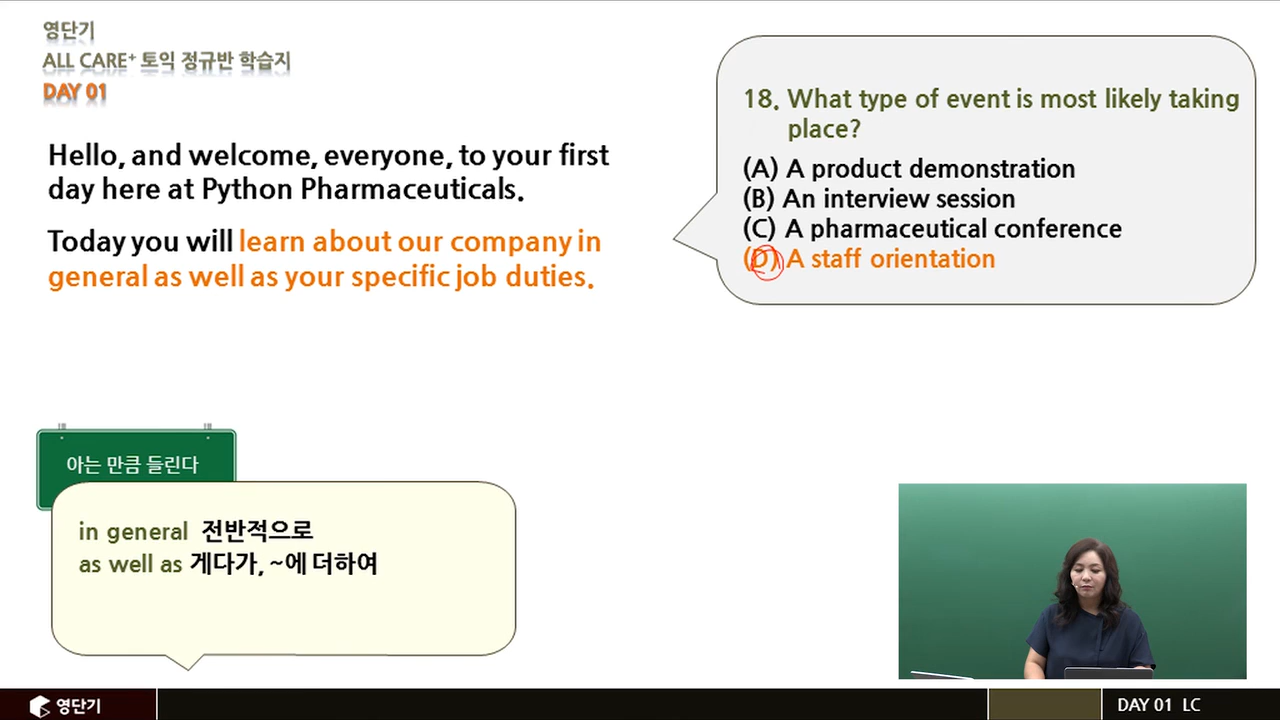 영단기
ALL CARE+ 토익 정규반 학습지
DAY 01
Hello, and welcome, everyone, to your first
day here at Python Pharmaceuticals.
Today you will learn about our company in
general as well as your specific job duties.
18. What type of event is most likely taking
place?
(A) A product demonstration
(B) An interview session
(C) A pharmaceutical conference
(D) A staff orientation
아는 만큼 들린다
in general 전반적으로
as well as 게다가, ~에 더하여
영단기
DAY 01 LC